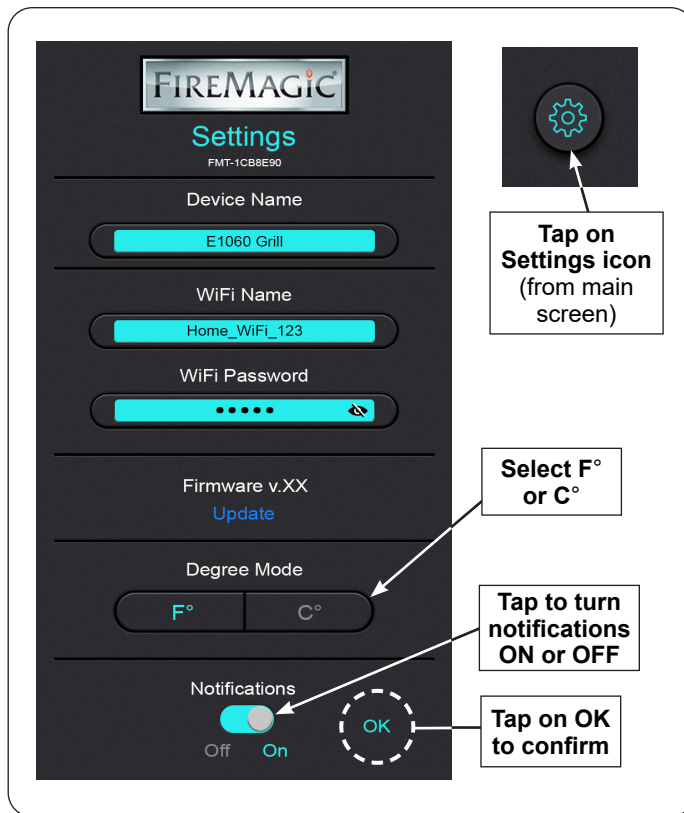 FIREMAGIC
Settings
FMT-1CB8E90
Device Name
E1060 Grill
WiFi Name
Home_WiFi_123
WiFi Password
•••••
Firmware v.XX
Update
Degree Mode
F° C°
Notifications
Off On
OK
Tap on
Settings icon
(from main
screen)
Select F°
or C°
Tap to turn
notifications
ON or OFF
Tap on OK
to confirm